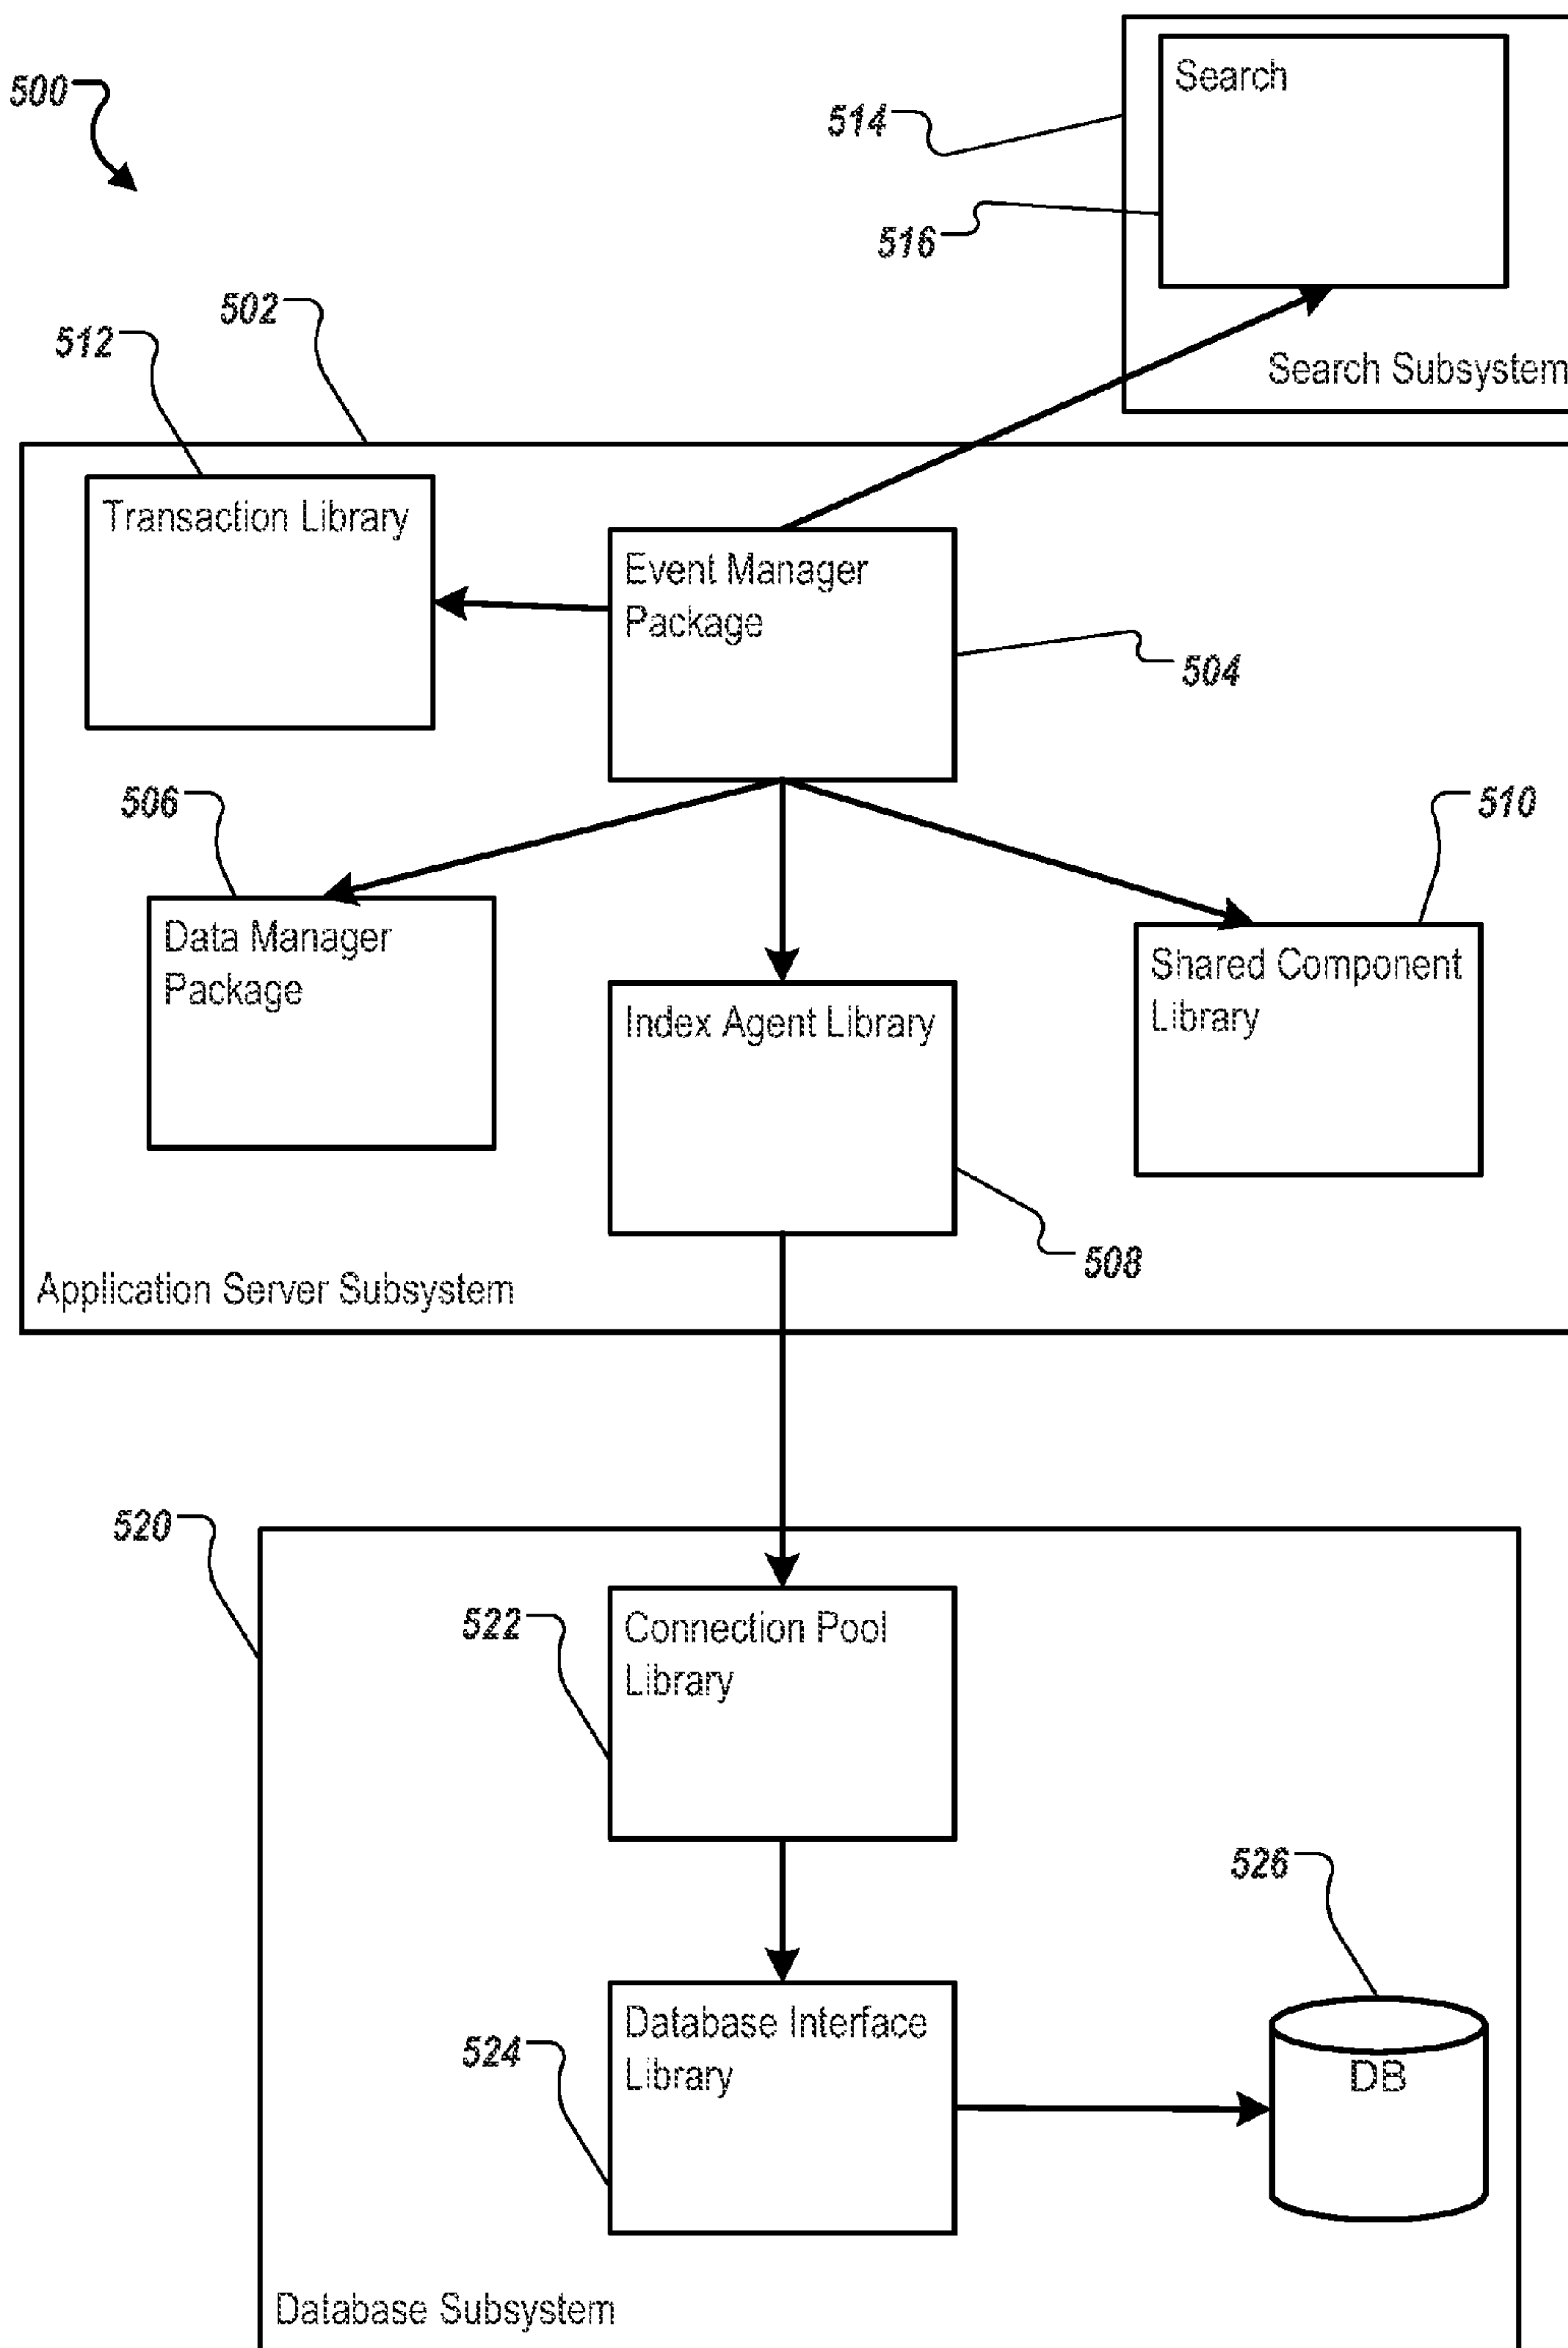 500
Search
514
516
Search Subsystem
502
512
Transaction Library
Event Manager
Package
504
506
510
Data Manager
Package
Shared Component
Library
Index Agent Library
508
Application Server Subsystem
520
522
Connection Pool
Library
526
524
Database Interface
Library
DB
Database Subsystem